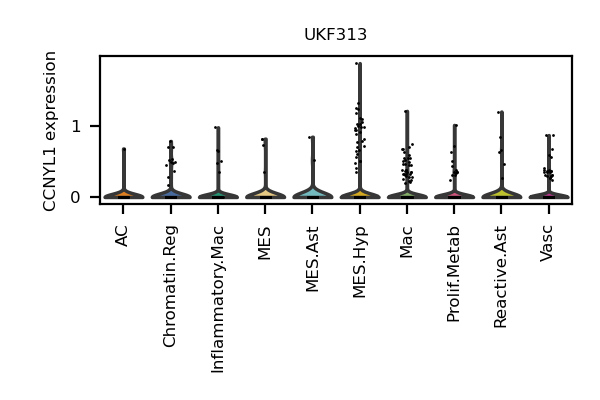 UKF313
CCNYL1 expression
1
0
AC
Chromatin.Reg
Inflammatory.Mac
MES
MES.Ast
MES.Hyp
Mac
Prolif.Metab
Reactive.Ast
Vasc